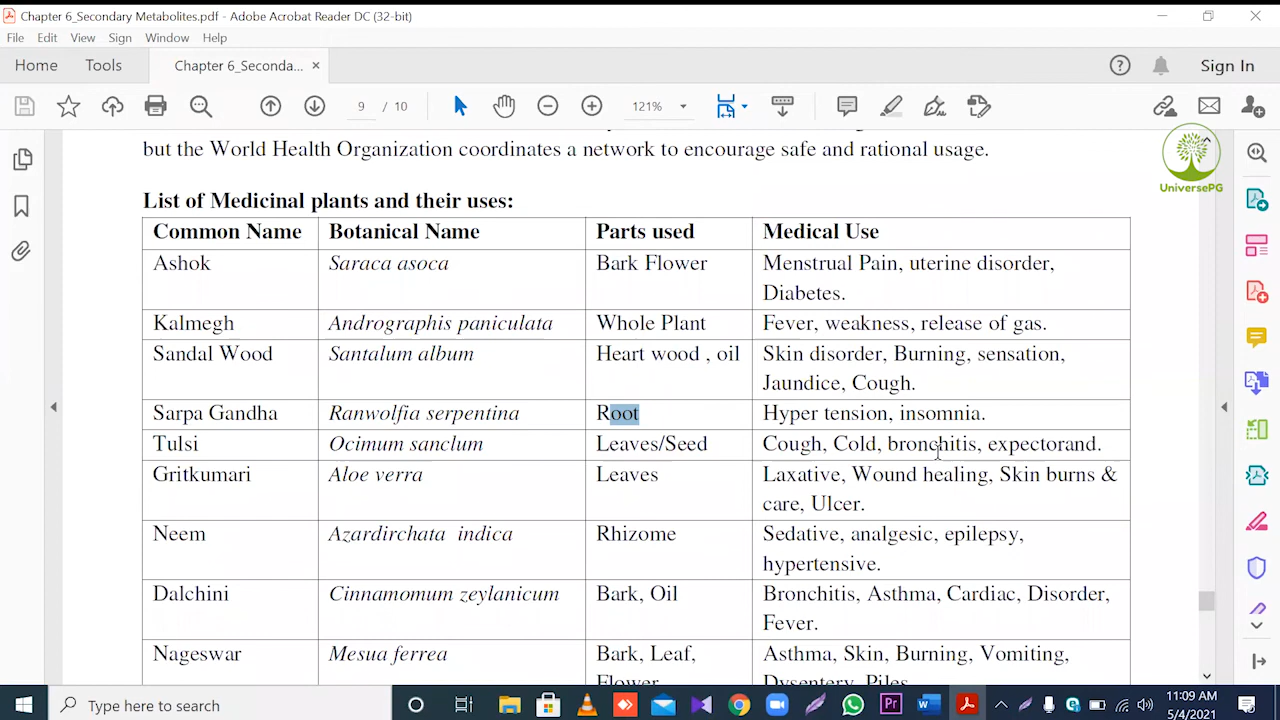 Chapter 6_Secondary Metabolites.pdf - Adobe Acrobat Reader DC (32-bit)
File Edit View Sign Window Help
Home Tools Chapter 6_Seconda... × Sign In
9 / 10 121%
but the World Health Organization coordinates a network to encourage safe and rational usage.
UniversePG
List of Medicinal plants and their uses:
Common Name Botanical Name Parts used Medical Use
Ashok Saraca asoca Bark Flower Menstrual Pain, uterine disorder,
Diabetes.
Kalmegh Andrographis paniculata Whole Plant Fever, weakness, release of gas.
Sandal Wood Santalum album Heart wood , oil Skin disorder, Burning, sensation,
Jaundice, Cough.
Sarpa Gandha Ranwolfia serpentina Root Hyper tension, insomnia.
Tulsi Ocimum sanclum Leaves/Seed Cough, Cold, bronchitis, expectorand.
Gritkumari Aloe verra Leaves Laxative, Wound healing, Skin burns &
care, Ulcer.
Neem Azardirchata indica Rhizome Sedative, analgesic, epilepsy,
hypertensive.
Dalchini Cinnamomum zeylanicum Bark, Oil Bronchitis, Asthma, Cardiac, Disorder,
Fever.
Nageswar Mesua ferrea Bark, Leaf, Asthma, Skin, Burning, Vomiting,
Flower Dysentery, Piles
Type here to search
11:09 AM
5/4/2021